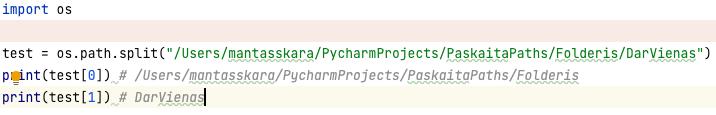 import os
test = os.path.split("/Users/mantasskara/PycharmProjects/PaskaitaPaths/Folderis/DarVienas")
print(test[0]) # /Users/mantasskara/PycharmProjects/PaskaitaPaths/Folderis
print(test[1]) # DarVienas